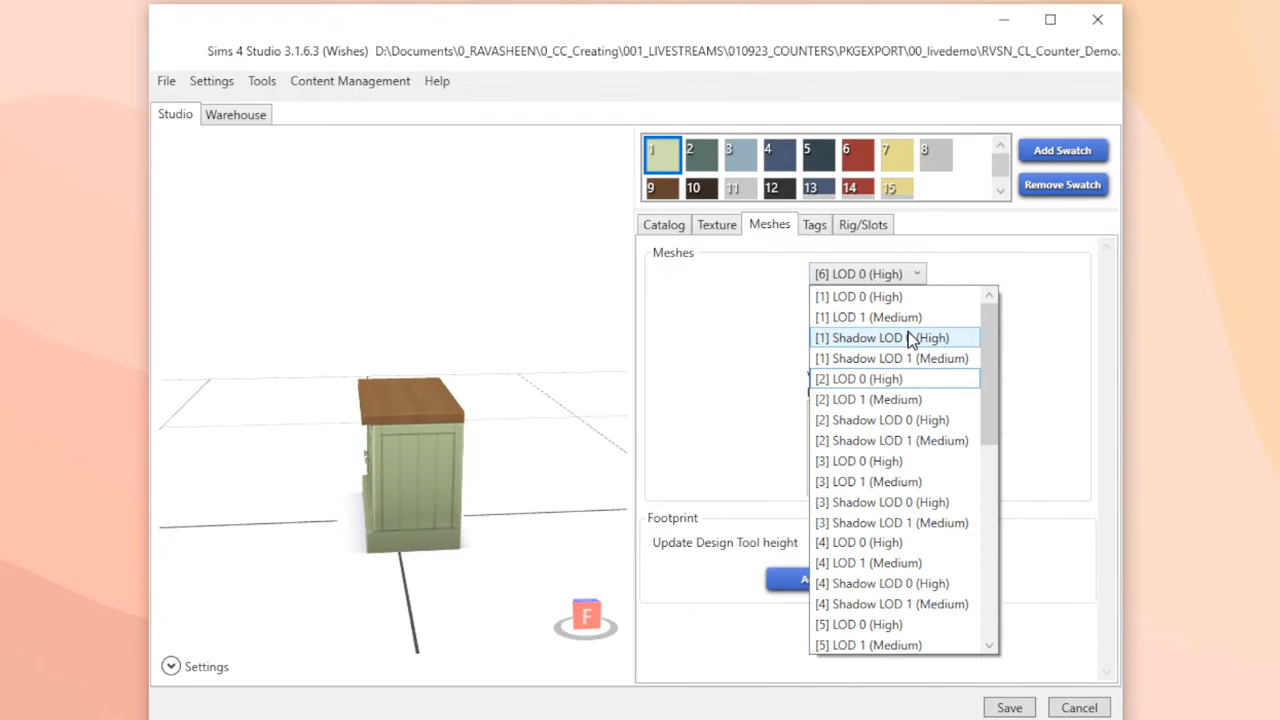 Sims 4 Studio 3.1.6.3 (Wishes) D:\Documents\0_RAVASHEEN\0_CC_Creating\001_LIVESTREAMS\010923_COUNTERS\PKGEXPORT\00_livedemo\RVSN_CL_Counter_Demo.
File Settings Tools Content Management Help
Studio Warehouse
1 2 3 4 5 6 7 8
Add Swatch
9 10 11 12 13 14 15
Remove Swatch
Catalog Texture Meshes Tags Rig/Slots
Meshes
[6] LOD 0 (High)
[1] LOD 0 (High)
[1] LOD 1 (Medium)
[1] Shadow LOD (High)
[1] Shadow LOD 1 (Medium)
[2] LOD 0 (High)
[2] LOD 1 (Medium)
[2] Shadow LOD 0 (High)
[2] Shadow LOD 1 (Medium)
[3] LOD 0 (High)
[3] LOD 1 (Medium)
[3] Shadow LOD 0 (High)
[3] Shadow LOD 1 (Medium)
[4] LOD 0 (High)
[4] LOD 1 (Medium)
[4] Shadow LOD 0 (High)
[4] Shadow LOD 1 (Medium)
[5] LOD 0 (High)
[5] LOD 1 (Medium)
Footprint
Update Design Tool height
F
Settings
Save Cancel